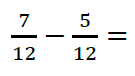 7/12 − 5/12 =